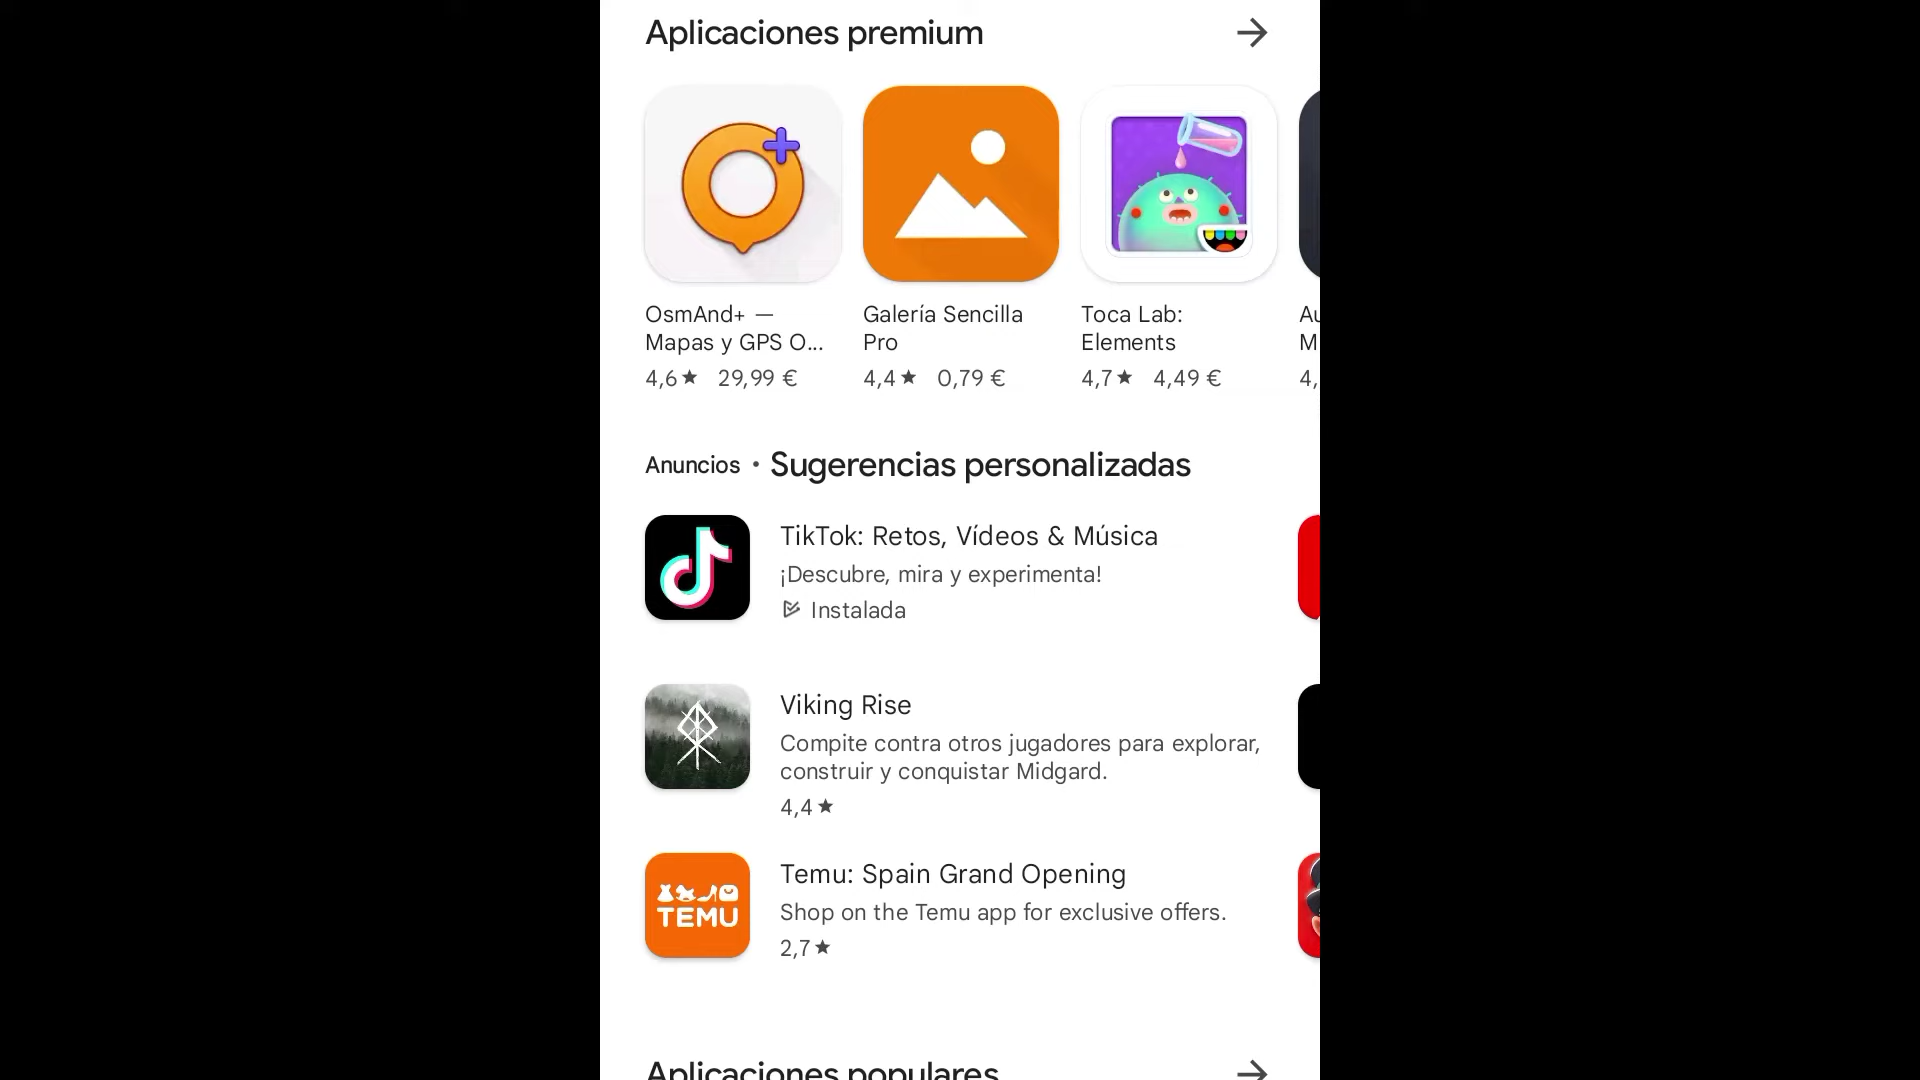 Aplicaciones premium
OsmAnd+ —
Mapas y GPS O...
4,6★ 29,99 €
Galería Sencilla
Pro
4,4★ 0,79 €
Toca Lab:
Elements
4,7★ 4,49 €
Au
M
4,
Anuncios • Sugerencias personalizadas
TikTok: Retos, Vídeos & Música
¡Descubre, mira y experimenta!
Instalada
Viking Rise
Compite contra otros jugadores para explorar,
construir y conquistar Midgard.
4,4★
TEMU
Temu: Spain Grand Opening
Shop on the Temu app for exclusive offers.
2,7★
Aplicaciones populares